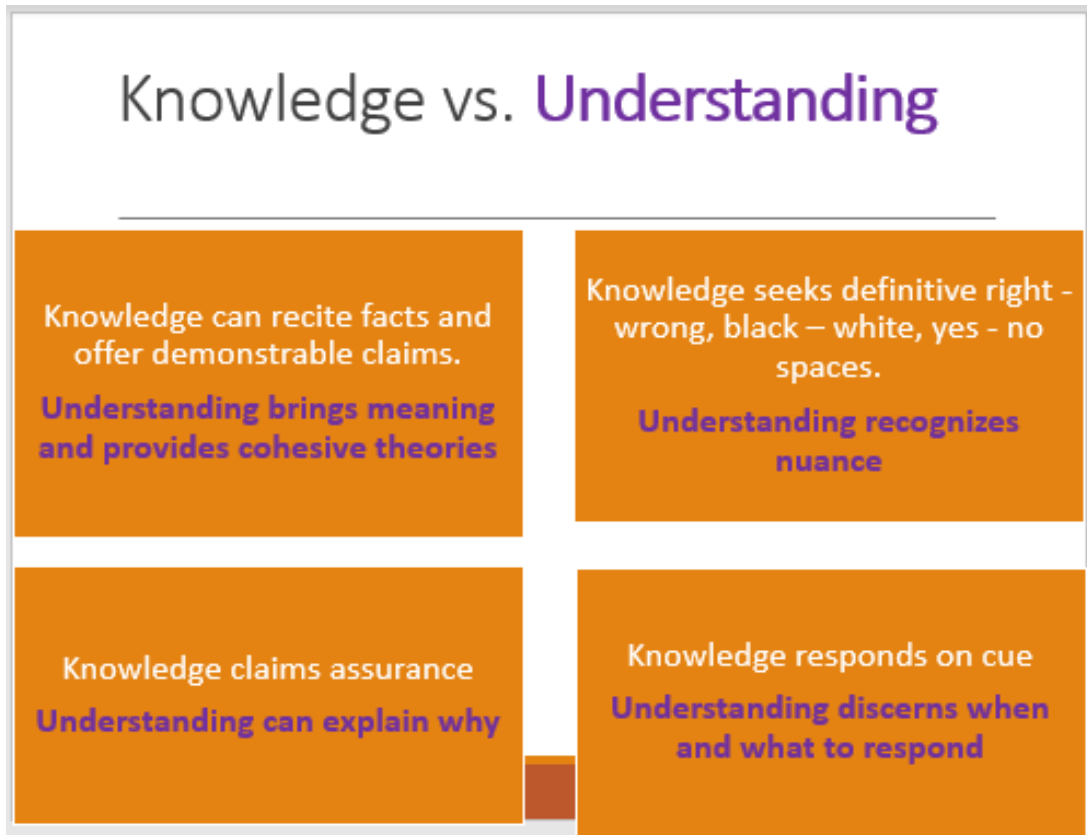 Knowledge vs. Understanding
Knowledge can recite facts and
offer demonstrable claims.
Understanding brings meaning
and provides cohesive theories
Knowledge seeks definitive right -
wrong, black – white, yes - no
spaces.
Understanding recognizes
nuance
Knowledge claims assurance
Understanding can explain why
Knowledge responds on cue
Understanding discerns when
and what to respond